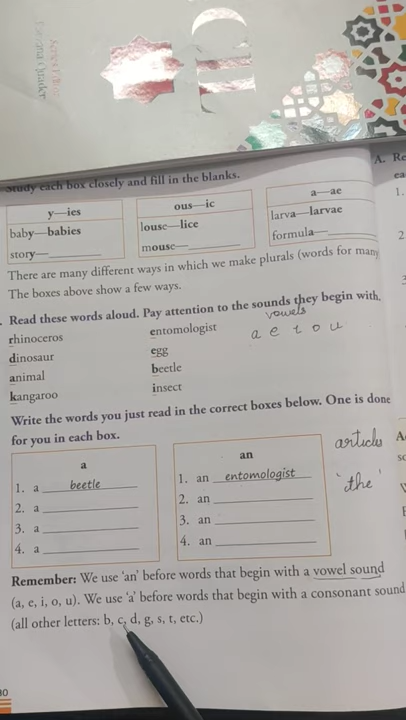 Study each box closely and fill in the blanks.
y—ies
baby—babies
story—
ous—ic
louse—lice
mouse—
a—ae
larva—larvae
formula—
There are many different ways in which we make plurals (words for many
The boxes above show a few ways.
Read these words aloud. Pay attention to the sounds they begin with.
vowels
a e i o u
rhinoceros
dinosaur
animal
kangaroo
entomologist
egg
beetle
insect
Write the words you just read in the correct boxes below. One is done
for you in each box.
a
1. a beetle
2. a
3. a
4. a
an
1. an entomologist
2. an
3. an
4. an
articles
'the'
Remember: We use 'an' before words that begin with a vowel sound
(a, e, i, o, u). We use 'a' before words that begin with a consonant sound
(all other letters: b, c, d, g, s, t, etc.)
A. Re
ea
1.
2